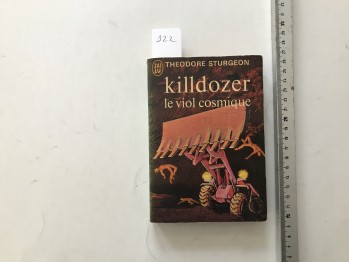 322
J'AI LU
THEODORE STURGEON
killdozer
le viol cosmique